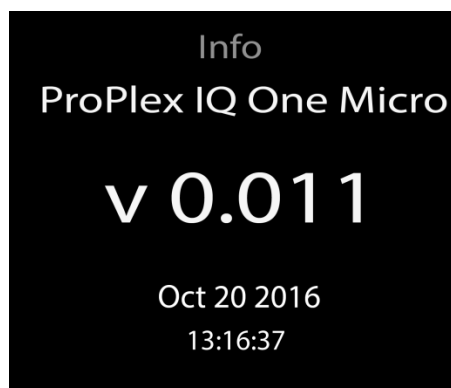 Info
ProPlex IQ One Micro
v 0.011
Oct 20 2016
13:16:37